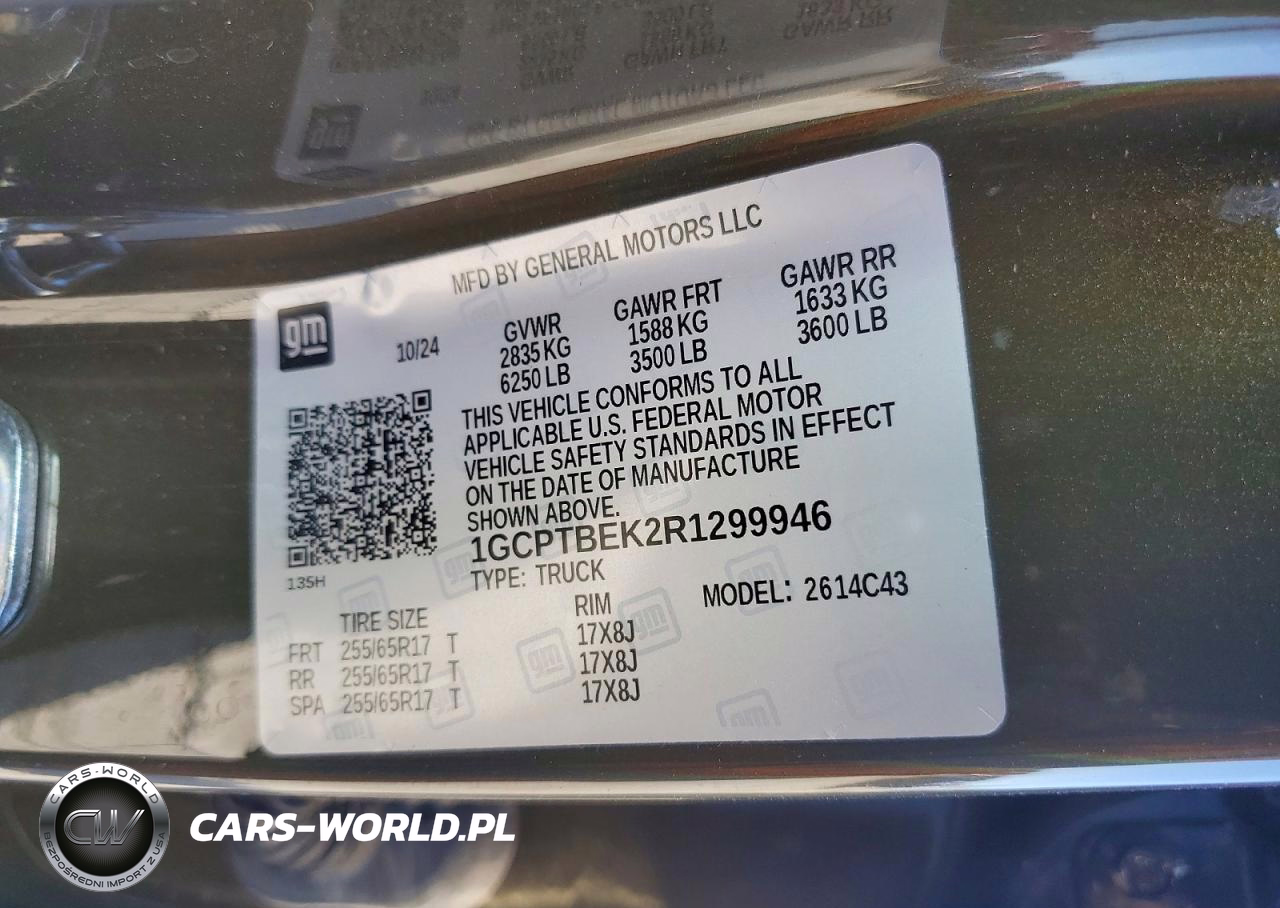 MFD BY GENERAL MOTORS LLC
gm
10/24
GVWR
2835 KG
6250 LB
GAWR FRT
1588 KG
3500 LB
GAWR RR
1633 KG
3600 LB
THIS VEHICLE CONFORMS TO ALL
APPLICABLE U.S. FEDERAL MOTOR
VEHICLE SAFETY STANDARDS IN EFFECT
ON THE DATE OF MANUFACTURE
SHOWN ABOVE.
1GCPTBEK2R1299946
135H
TYPE: TRUCK
MODEL: 2614C43
TIRE SIZE RIM
FRT 255/65R17 T 17X8J
RR 255/65R17 T 17X8J
SPA 255/65R17 T 17X8J
CARS-WORLD
CW
BEZPOŚREDNI IMPORT Z USA
CARS-WORLD.PL